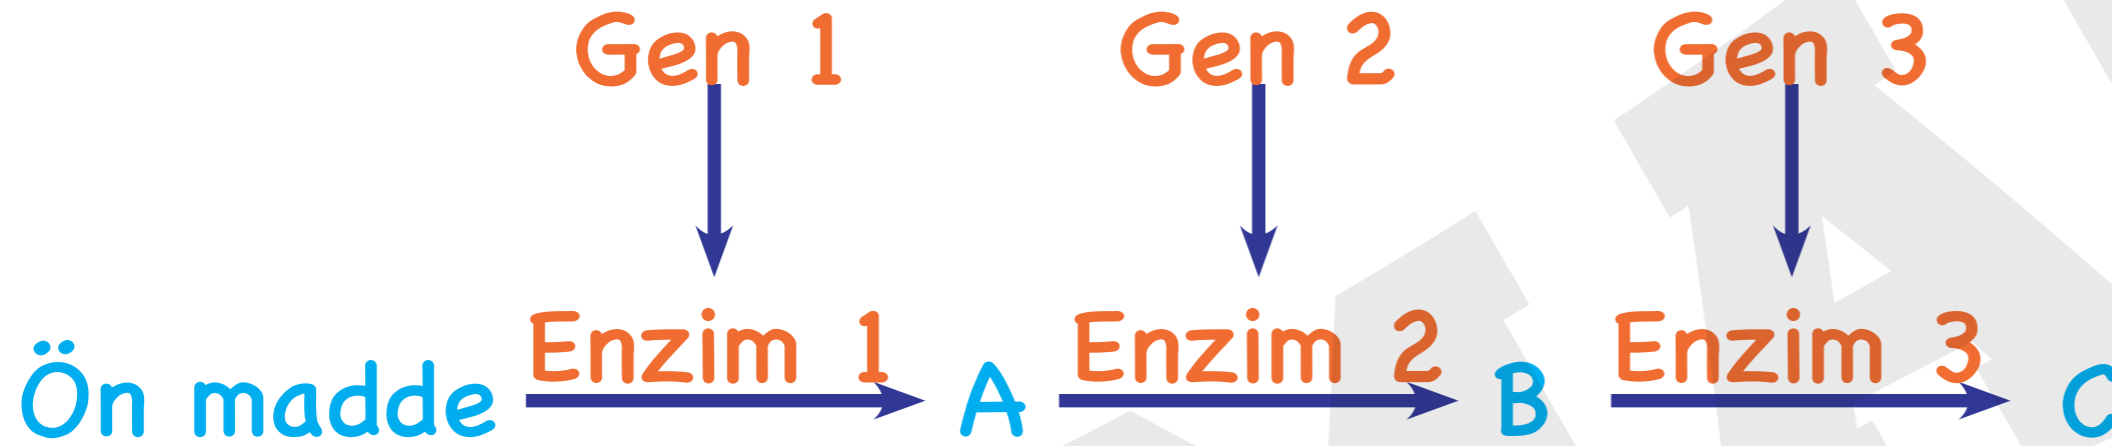 Gen 1 Gen 2 Gen 3
Enzim 1 Enzim 2 Enzim 3
Ön madde A B C